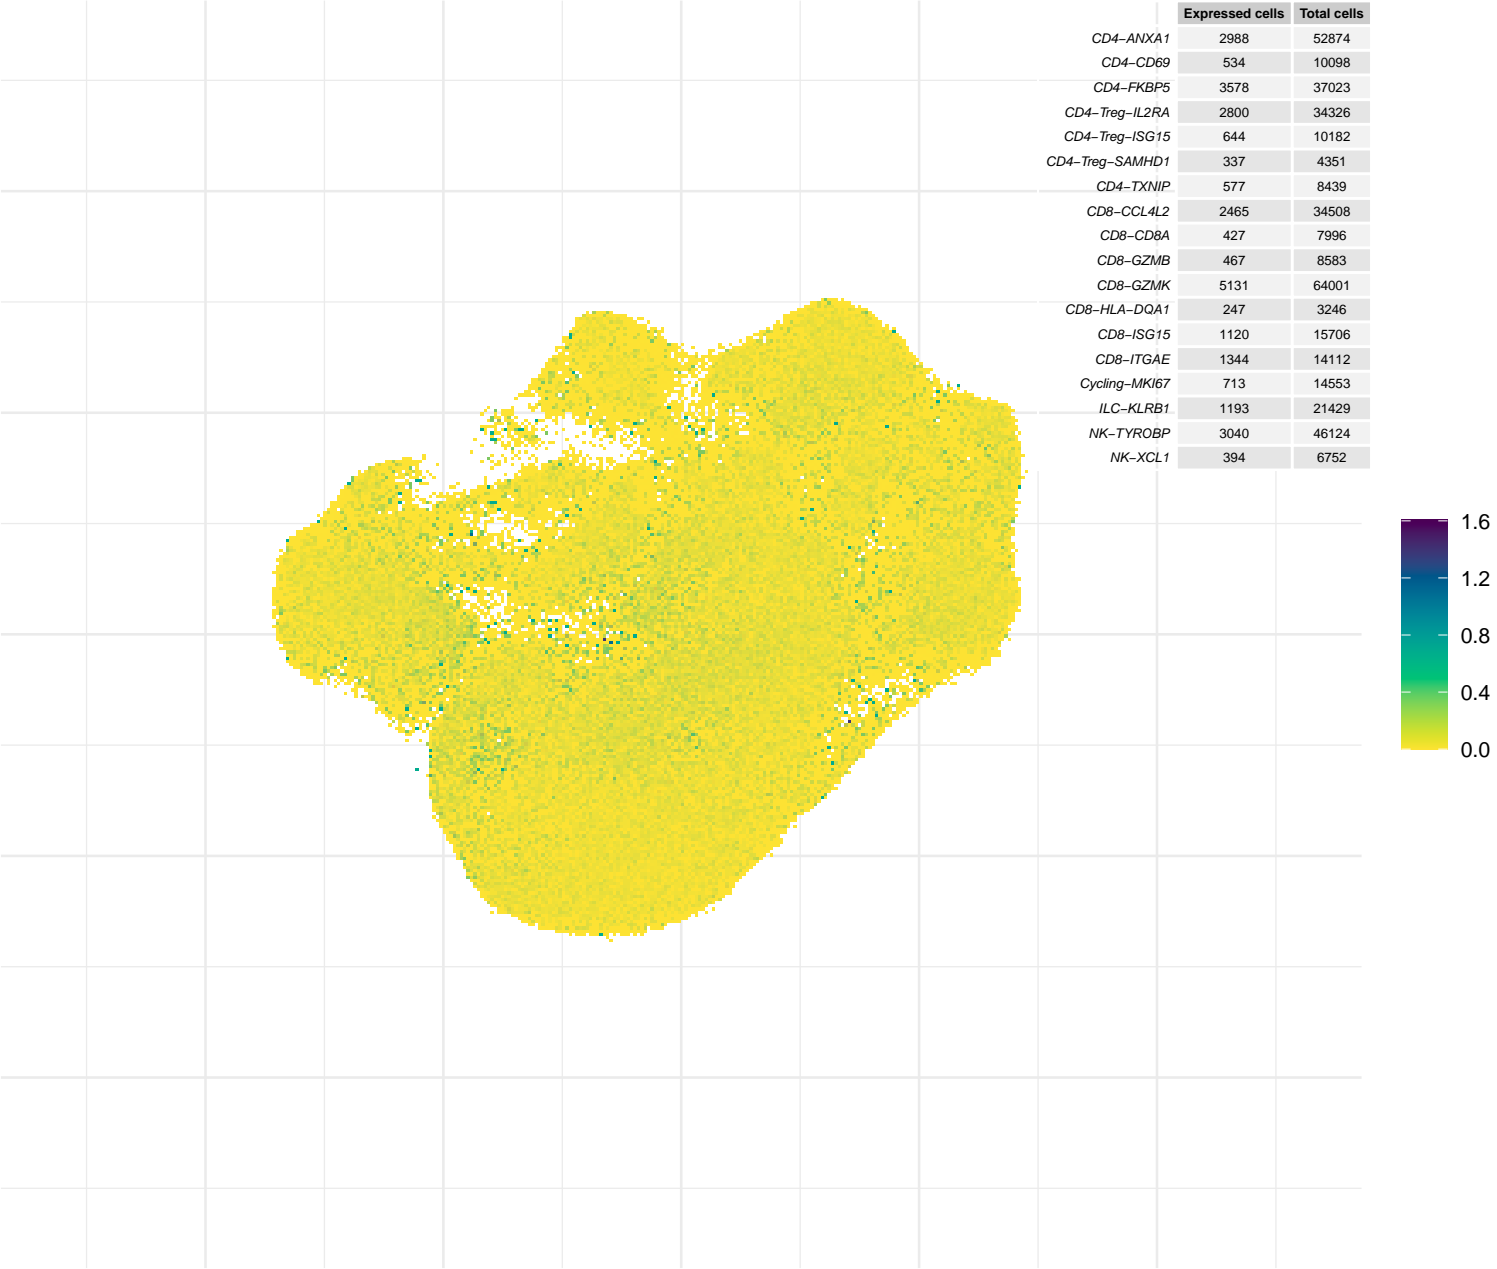 Expressed cells Total cells
CD4−ANXA1 2988 52874
CD4−CD69 534 10098
CD4−FKBP5 3578 37023
CD4−Treg−IL2RA 2800 34326
CD4−Treg−ISG15 644 10182
CD4−Treg−SAMHD1 337 4351
CD4−TXNIP 577 8439
CD8−CCL4L2 2465 34508
CD8−CD8A 427 7996
CD8−GZMB 467 8583
CD8−GZMK 5131 64001
CD8−HLA−DQA1 247 3246
CD8−ISG15 1120 15706
CD8−ITGAE 1344 14112
Cycling−MKI67 713 14553
ILC−KLRB1 1193 21429
NK−TYROBP 3040 46124
NK−XCL1 394 6752
1.6
1.2
0.8
0.4
0.0